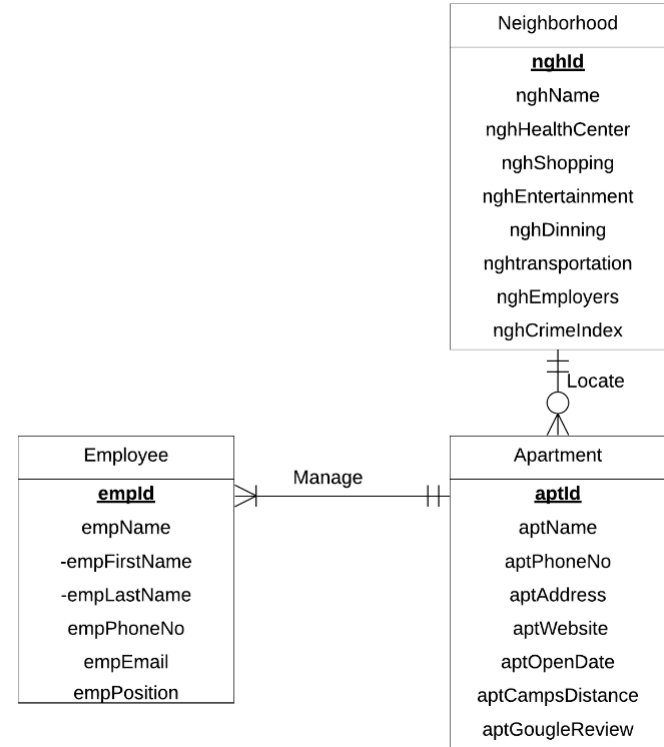 Neighborhood
nghId
nghName
nghHealthCenter
nghShopping
nghEntertainment
nghDinning
nghtransportation
nghEmployers
nghCrimeIndex
Locate
Employee
empId
empName
-empFirstName
-empLastName
empPhoneNo
empEmail
empPosition
Manage
Apartment
aptId
aptName
aptPhoneNo
aptAddress
aptWebsite
aptOpenDate
aptCampsDistance
aptGougleReview